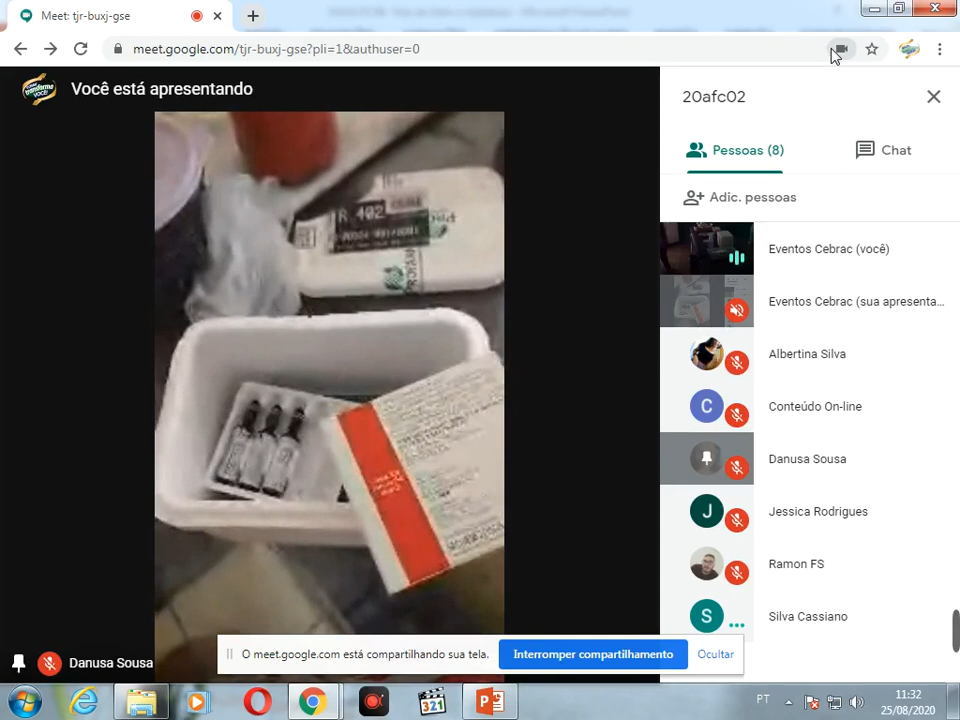 Meet: tjr-buxj-gse
meet.google.com/tjr-buxj-gse?pli=1&authuser=0
Você está apresentando
20afc02
Pessoas (8)
Chat
Adic. pessoas
R 402
Eventos Cebrac (você)
Eventos Cebrac (sua apresenta...
Albertina Silva
C
Conteúdo On-line
Danusa Sousa
J
Jessica Rodrigues
Ramon FS
S
Silva Cassiano
Danusa Sousa
O meet.google.com está compartilhando sua tela.
Interromper compartilhamento
Ocultar
321
PT
11:32
25/08/2020